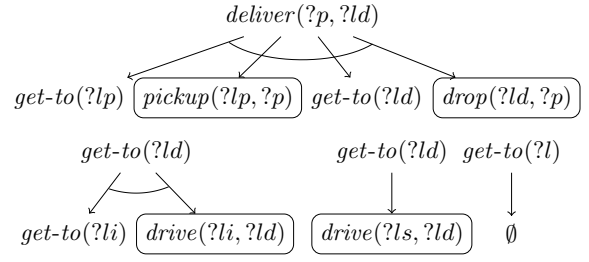 deliver(?p, ?ld)
get-to(?lp) pickup(?lp, ?p) get-to(?ld) drop(?ld, ?p)
get-to(?ld) get-to(?ld) get-to(?l)
get-to(?li) drive(?li, ?ld) drive(?ls, ?ld) ∅